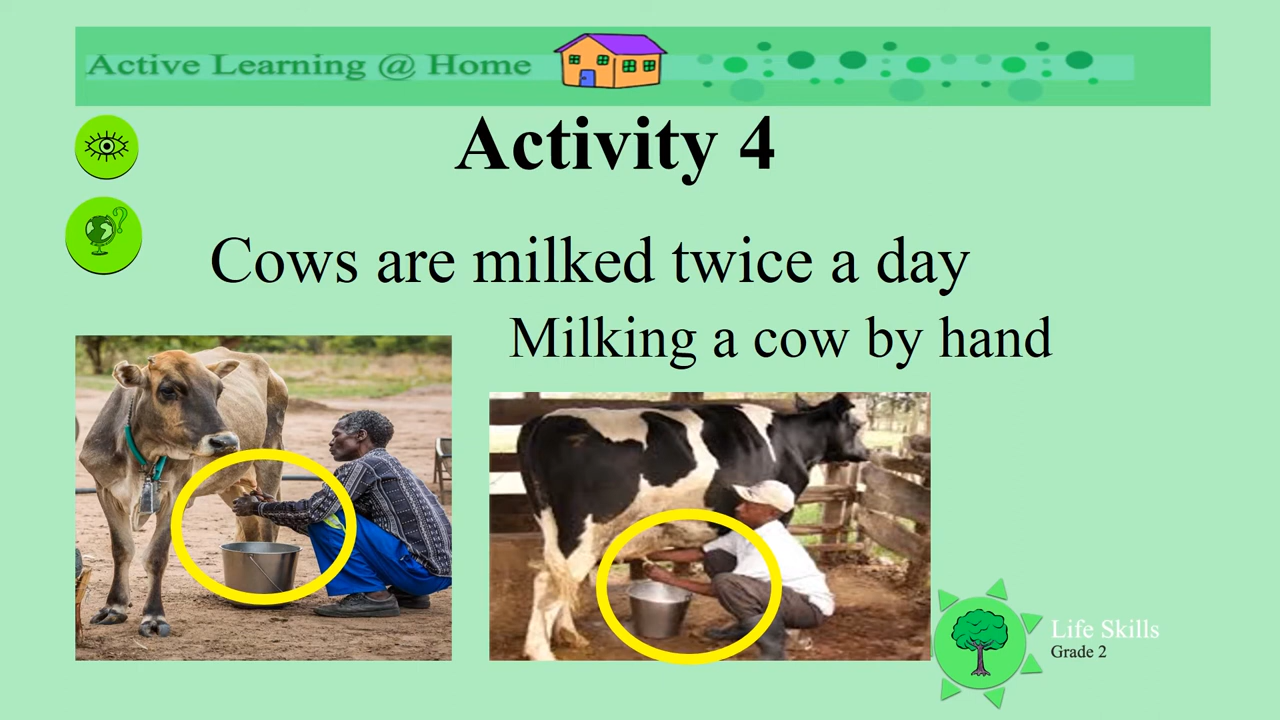 Active Learning @ Home
Activity 4
Cows are milked twice a day
Milking a cow by hand
Life Skills
Grade 2